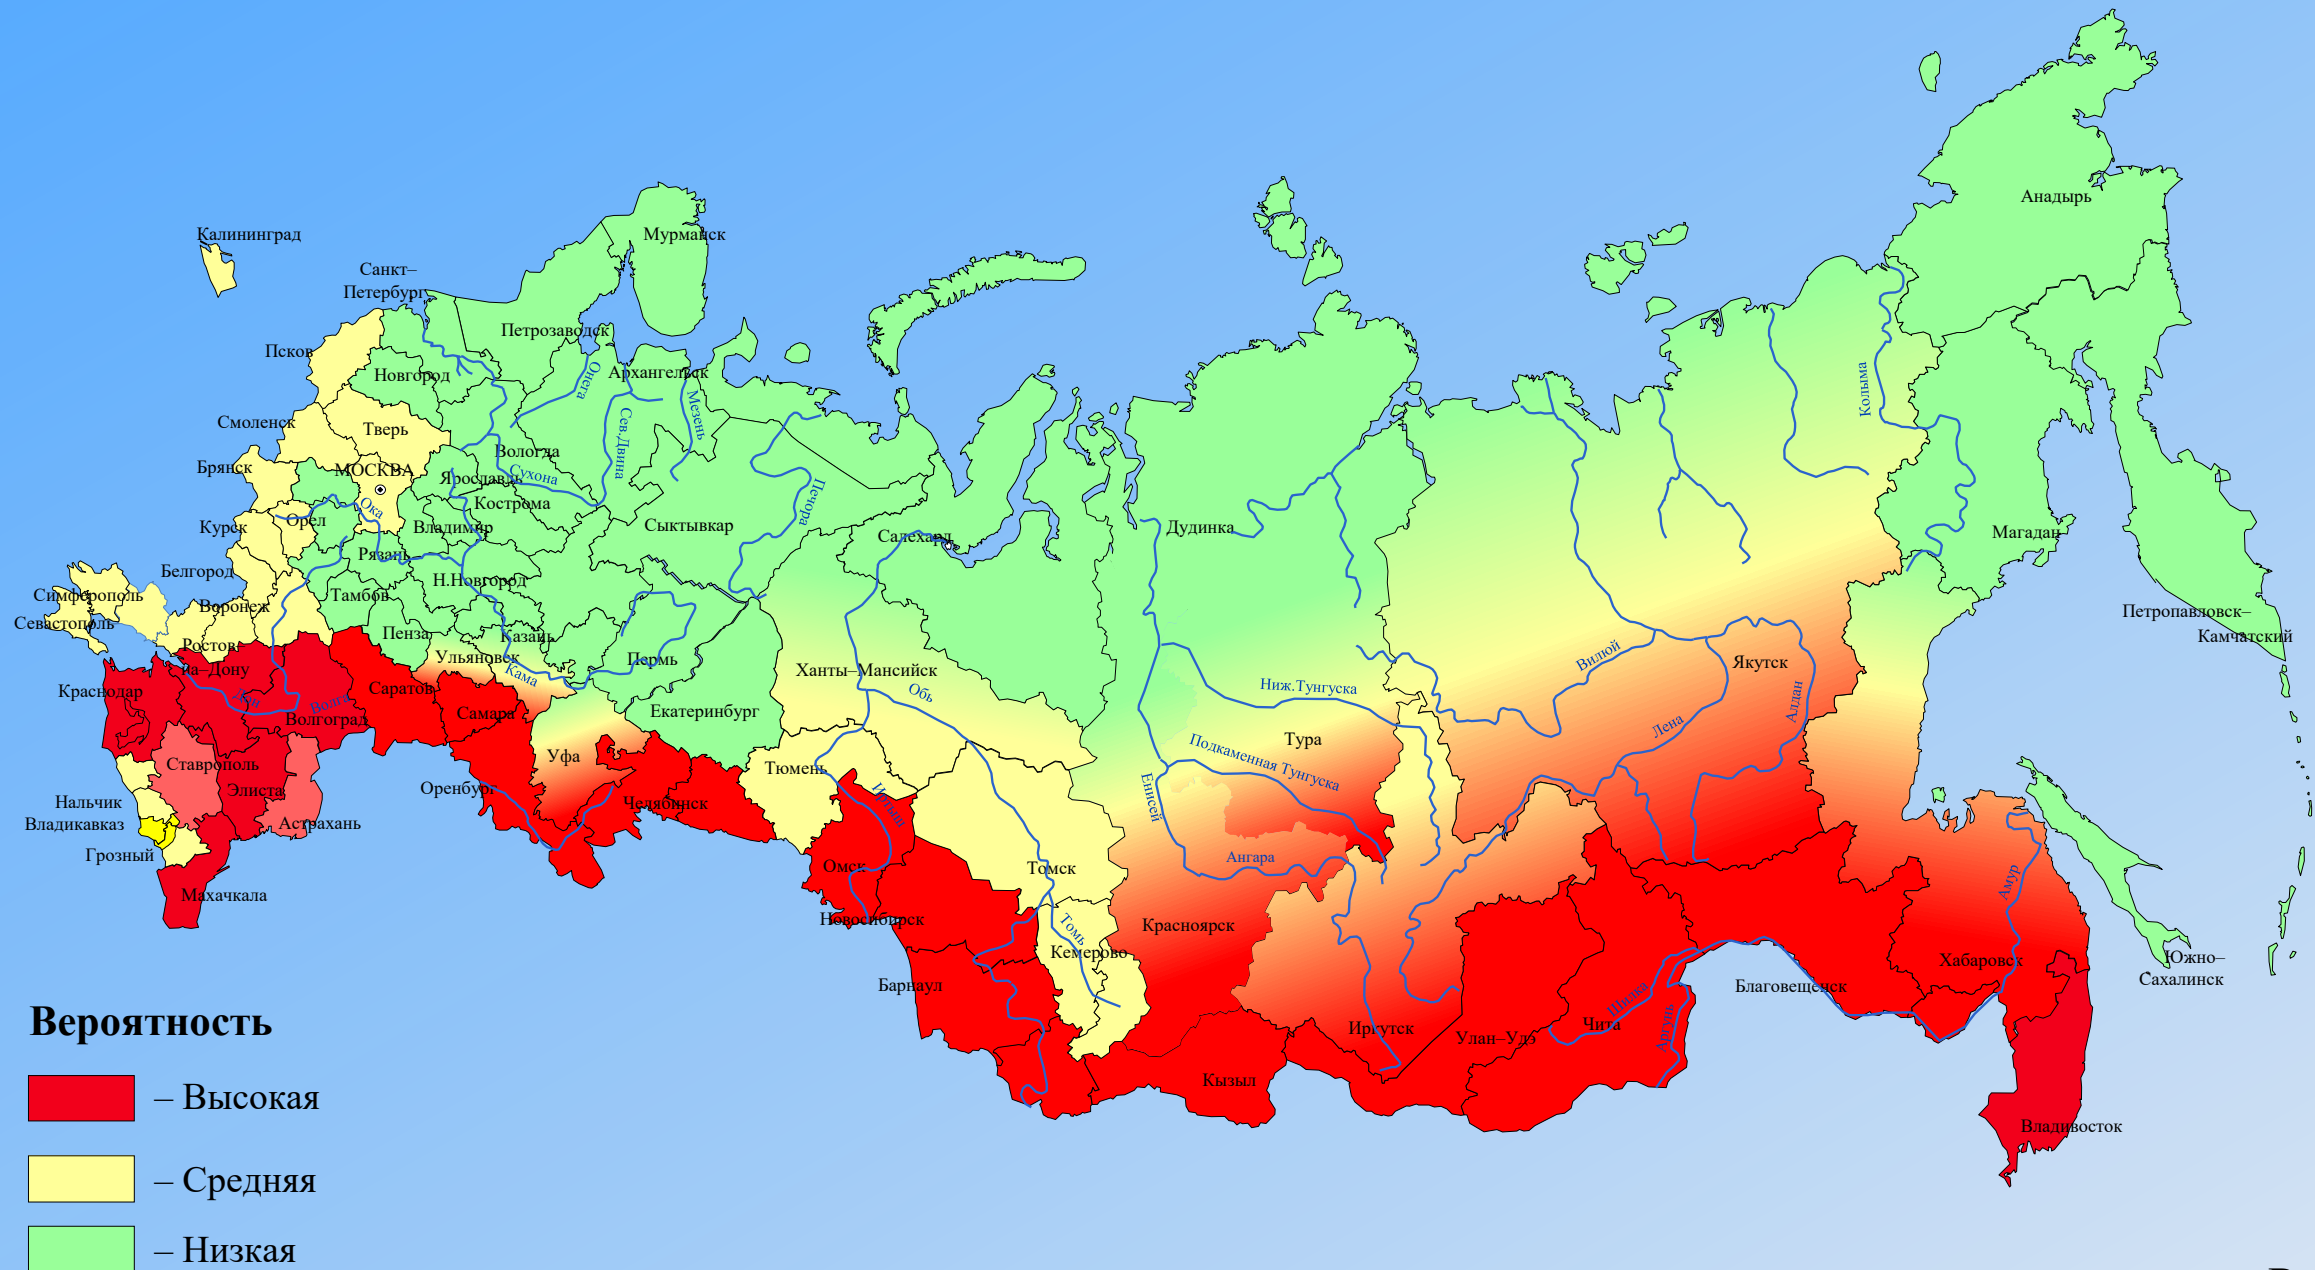 Калининград
Санкт–
Петербург
Мурманск
Анадырь
Псков
Петрозаводск
Новгород
Архангельск
Онега
Мезень
Колыма
Смоленск
Тверь
Сев.Двина
Вологда
Брянск
МОСКВА
Ярославль
Сухона
Кострома
Печора
Ока
Курск
Орел
Владимир
Сыктывкар
Салехард
Дудинка
Магадан
Рязань
Белгород
Н.Новгород
Симферополь
Тамбов
Воронеж
Севастополь
Петропавловск–
Камчатский
Пенза
Казань
Ростов–
на–Дону
Ульяновск
Пермь
Кама
Ханты–Мансийск
Обь
Вилюй
Якутск
Ниж.Тунгуска
Краснодар
Саратов
Дон
Волга
Волгоград
Самара
Екатеринбург
Алдан
Лена
Тура
Подкаменная Тунгуска
Уфа
Ставрополь
Тюмень
Элиста
Оренбург
Челябинск
Иртыш
Енисей
Нальчик
Владикавказ
Астрахань
Грозный
Махачкала
Омск
Томск
Ангара
Амур
Новосибирск
Томь
Красноярск
Кемерово
Хабаровск
Южно–
Сахалинск
Барнаул
Благовещенск
Шилка
Аргунь
Иркутск
Улан–Удэ
Чита
Кызыл
Владивосток
Вероятность
– Высокая
– Средняя
– Низкая